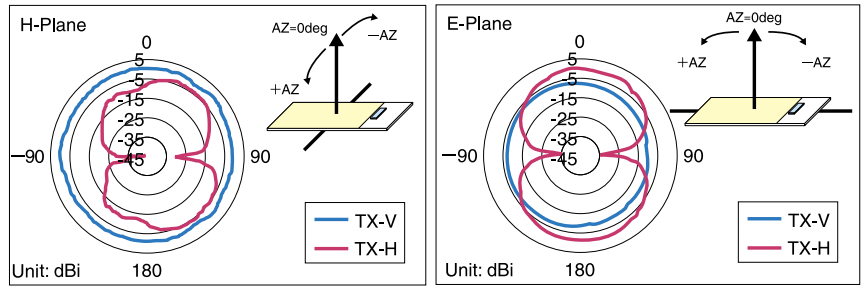 H-Plane
0
5
-5
-15
-25
-35
-45
−90
90
180
AZ=0deg
−AZ
+AZ
TX-V
TX-H
Unit: dBi
E-Plane
0
5
-5
-15
-25
-35
-45
−90
90
180
AZ=0deg
+AZ
−AZ
TX-V
TX-H
Unit: dBi